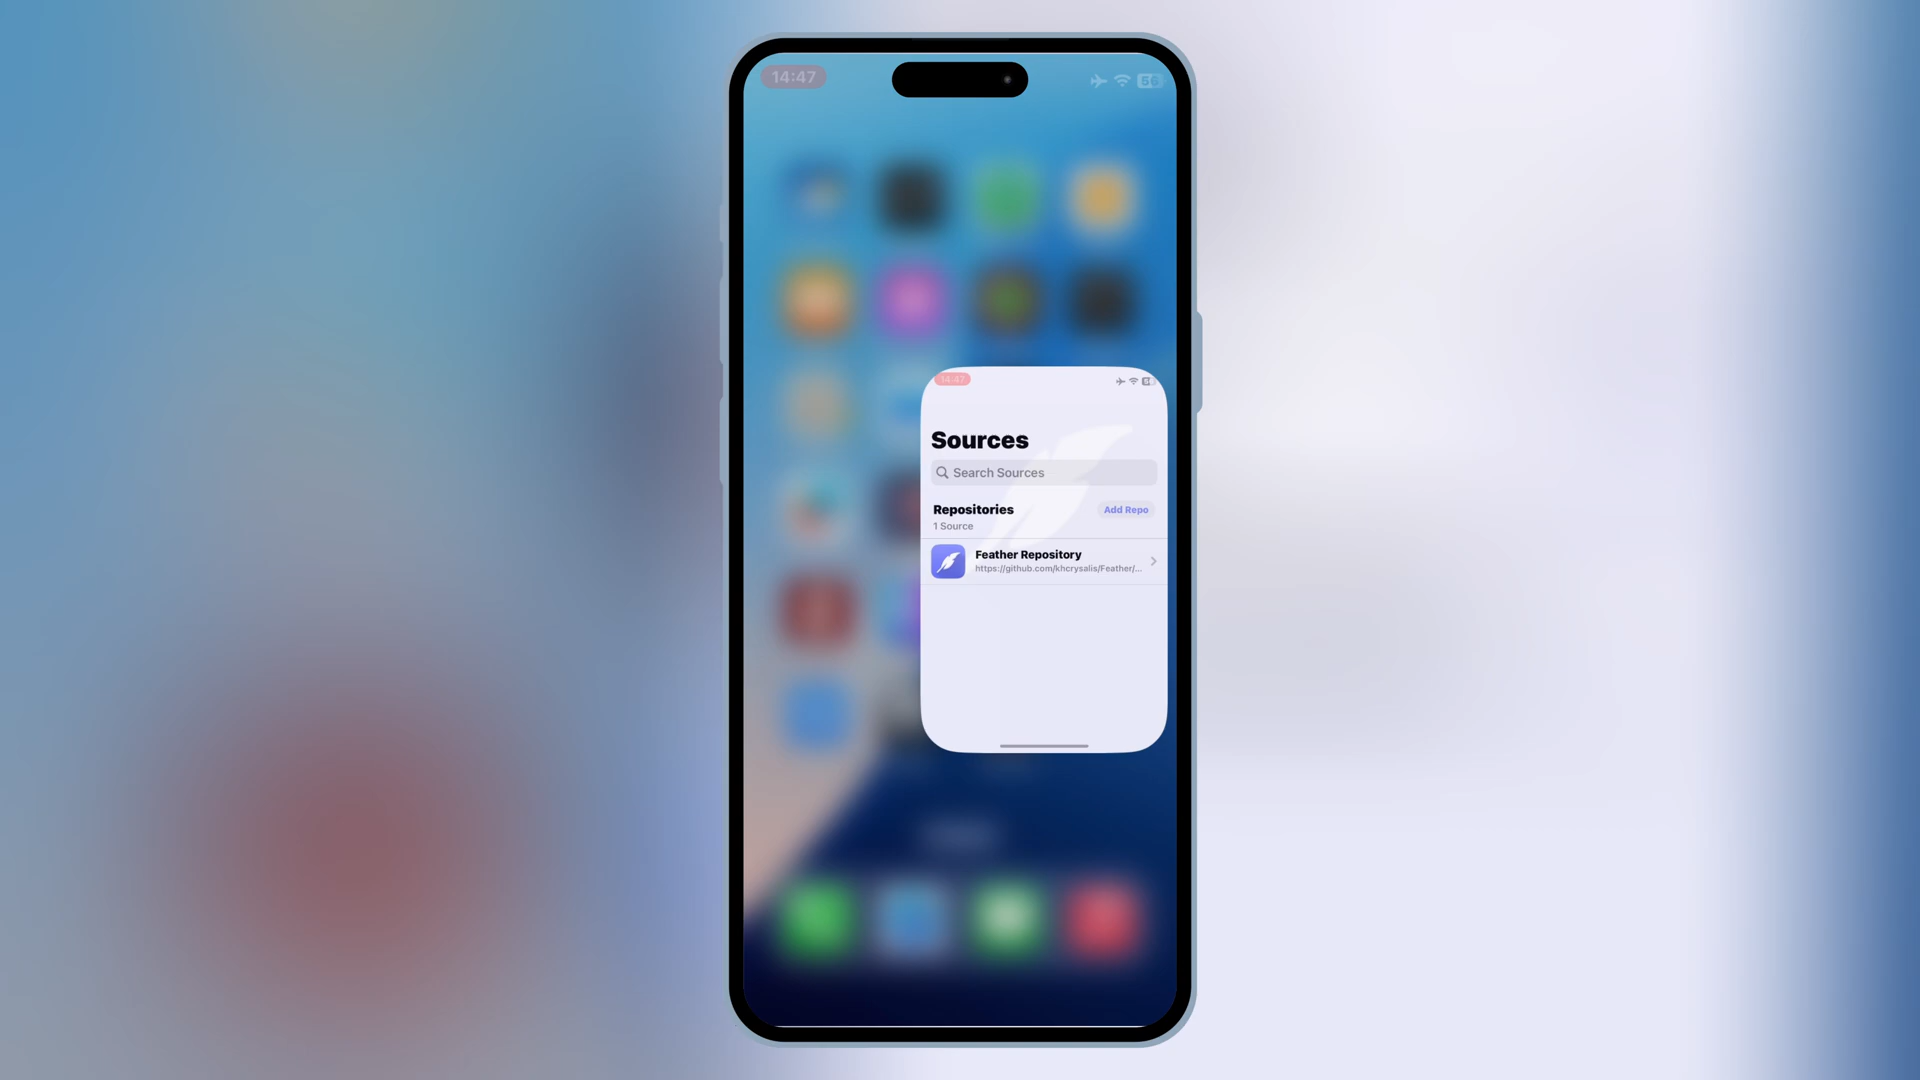 14:47
56
14:47
Sources
Search Sources
Repositories
Add Repo
1 Source
Feather Repository
https://github.com/khcrysalis/Feather/...